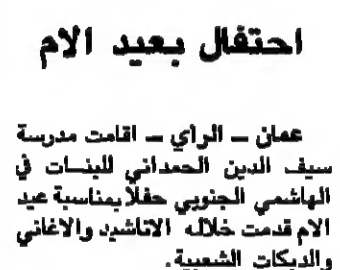 احتفال بعيد الام
عمان – الرأي – اقامت مدرسة
سيف الدين الحمداني للبنات في
الهاشمي الجنوبي حفلا بمناسبة عيد
الام قدمت خلاله الاناشيد والاغاني
والدبكات الشعبية.